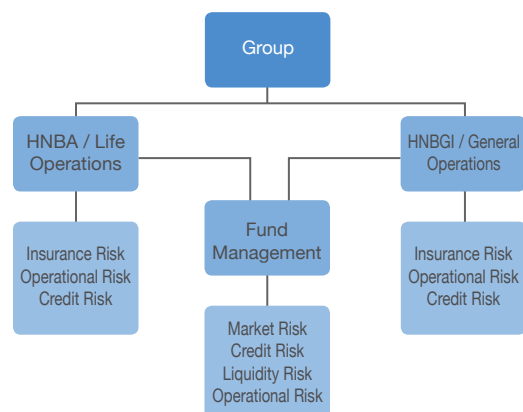 Group
HNBA / Life
Operations
HNBGI / General
Operations
Fund
Management
Insurance Risk
Operational Risk
Credit Risk
Insurance Risk
Operational Risk
Credit Risk
Market Risk
Credit Risk
Liquidity Risk
Operational Risk